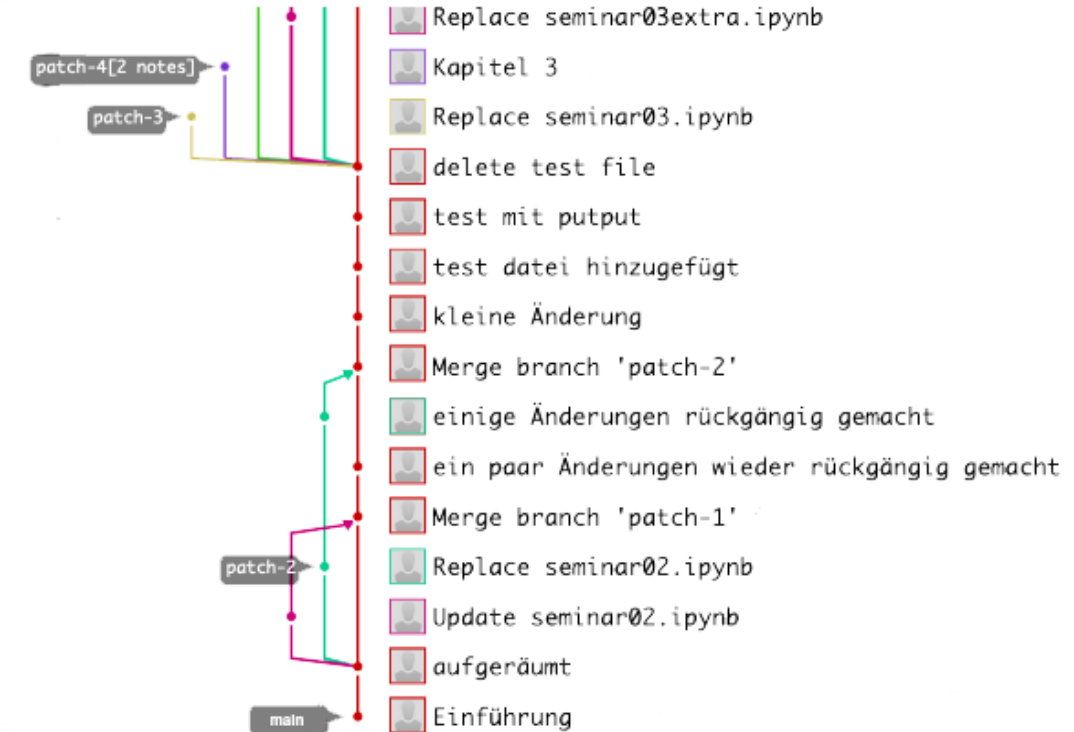 Replace seminar03extra.ipynb
patch-4[2 notes] Kapitel 3
patch-3 Replace seminar03.ipynb
delete test file
test mit putput
test datei hinzugefügt
kleine Änderung
Merge branch 'patch-2'
einige Änderungen rückgängig gemacht
ein paar Änderungen wieder rückgängig gemacht
Merge branch 'patch-1'
patch-2 Replace seminar02.ipynb
Update seminar02.ipynb
aufgeräumt
main Einführung